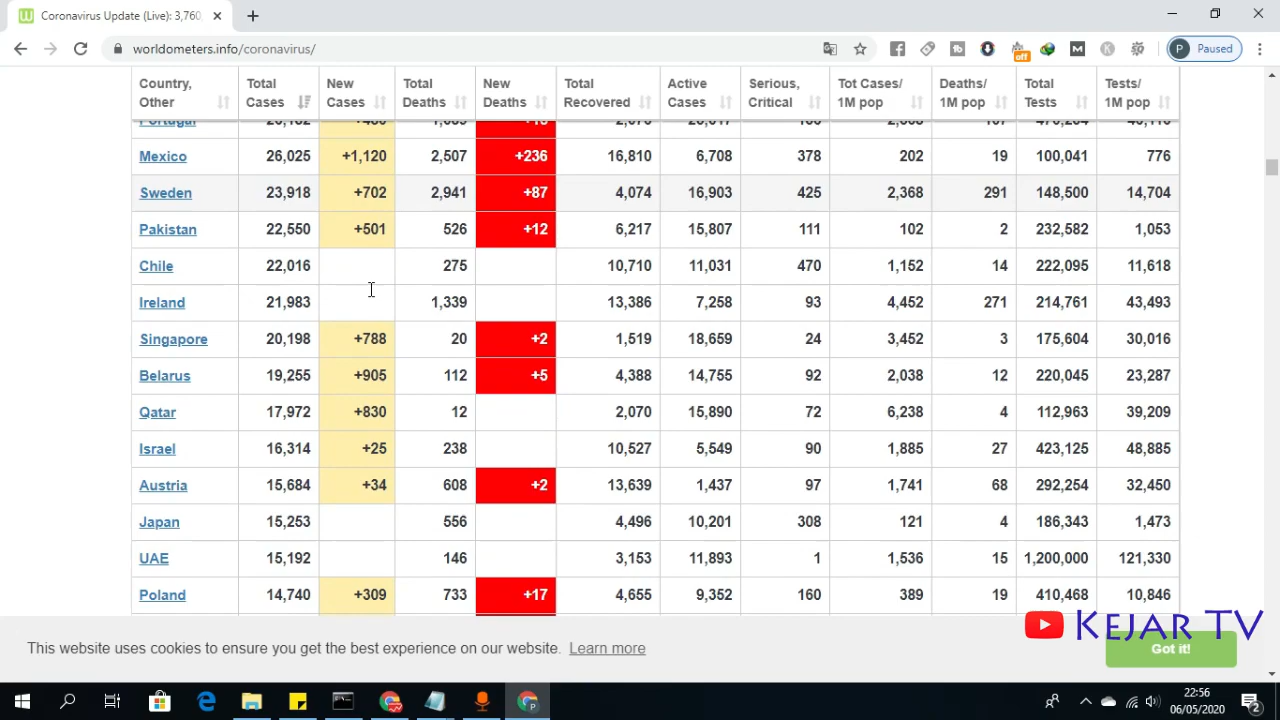 Coronavirus Update (Live): 3,760,
worldometers.info/coronavirus/
off
M
K
P Paused
Country, Other Total Cases New Cases Total Deaths New Deaths Total Recovered Active Cases Serious, Critical Tot Cases/ 1M pop Deaths/ 1M pop Total Tests Tests/ 1M pop
Portugal
Mexico 26,025 +1,120 2,507 +236 16,810 6,708 378 202 19 100,041 776
Sweden 23,918 +702 2,941 +87 4,074 16,903 425 2,368 291 148,500 14,704
Pakistan 22,550 +501 526 +12 6,217 15,807 111 102 2 232,582 1,053
Chile 22,016 275 10,710 11,031 470 1,152 14 222,095 11,618
Ireland 21,983 1,339 13,386 7,258 93 4,452 271 214,761 43,493
Singapore 20,198 +788 20 +2 1,519 18,659 24 3,452 3 175,604 30,016
Belarus 19,255 +905 112 +5 4,388 14,755 92 2,038 12 220,045 23,287
Qatar 17,972 +830 12 2,070 15,890 72 6,238 4 112,963 39,209
Israel 16,314 +25 238 10,527 5,549 90 1,885 27 423,125 48,885
Austria 15,684 +34 608 +2 13,639 1,437 97 1,741 68 292,254 32,450
Japan 15,253 556 4,496 10,201 308 121 4 186,343 1,473
UAE 15,192 146 3,153 11,893 1 1,536 15 1,200,000 121,330
Poland 14,740 +309 733 +17 4,655 9,352 160 389 19 410,468 10,846
KEJAR TV
This website uses cookies to ensure you get the best experience on our website. Learn more
Got it!
22:56
06/05/2020
2